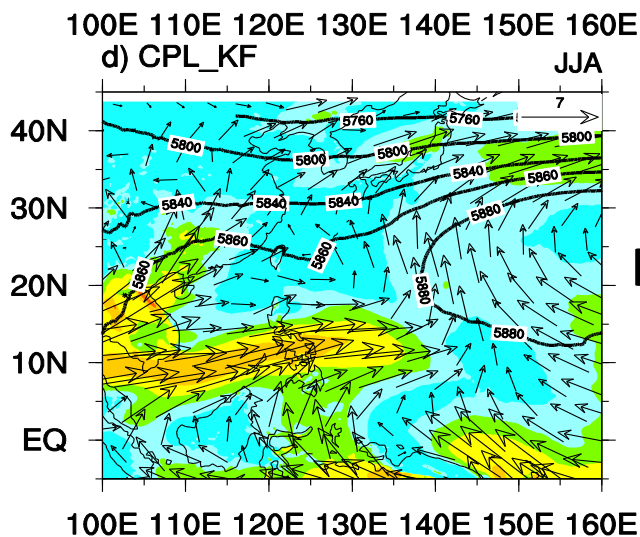 100E 110E 120E 130E 140E 150E 160E
d) CPL_KF JJA
7
40N
5760 5760
5800 5800 5800 5800
5840 5840 5840 5840
30N
5860 5860 5860 5860
5880 5880 5880
20N
10N
EQ
100E 110E 120E 130E 140E 150E 160E